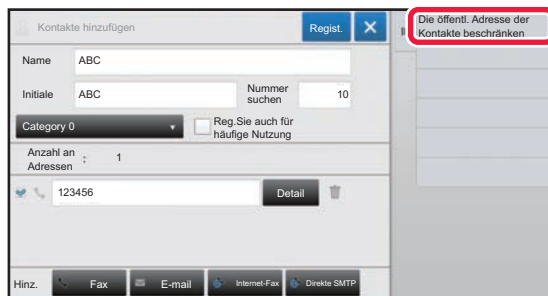 Kontakte hinzufügen
Regist.
Die öffentl. Adresse der
Kontakte beschränken
Name
ABC
Initiale
ABC
Nummer
suchen
10
Category 0
Reg.Sie auch für
häufige Nutzung
Anzahl an
Adressen
:
1
123456
Detail
Hinz.
Fax
E-mail
Internet-Fax
Direkte SMTP